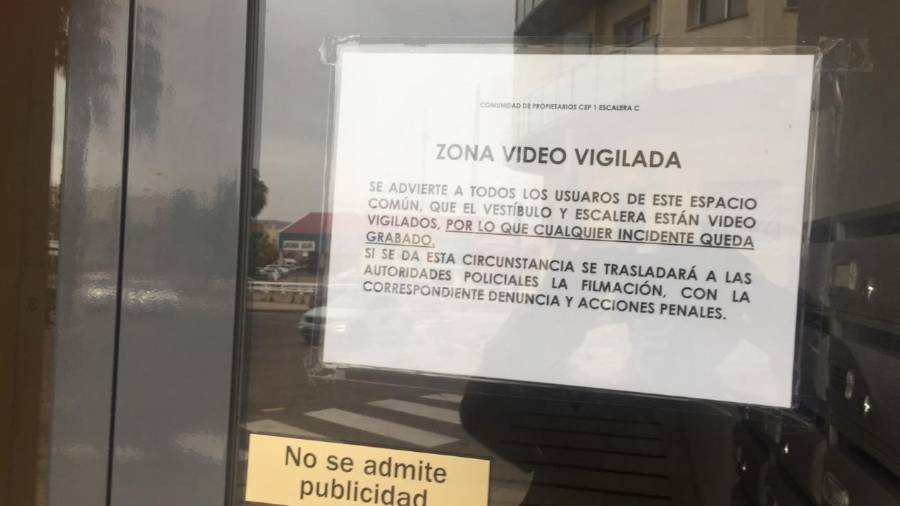 COMUNIDAD DE PROPIETARIOS CEP 1 ESCALERA C
ZONA VIDEO VIGILADA
SE ADVIERTE A TODOS LOS USUAROS DE ESTE ESPACIO
COMÚN, QUE EL VESTÍBULO Y ESCALERA ESTÁN VIDEO
VIGILADOS, POR LO QUE CUALQUIER INCIDENTE QUEDA
GRABADO.
SI SE DA ESTA CIRCUNSTANCIA SE TRASLADARÁ A LAS
AUTORIDADES POLICIALES LA FILMACIÓN, CON LA
CORRESPONDIENTE DENUNCIA Y ACCIONES PENALES.
No se admite
publicidad